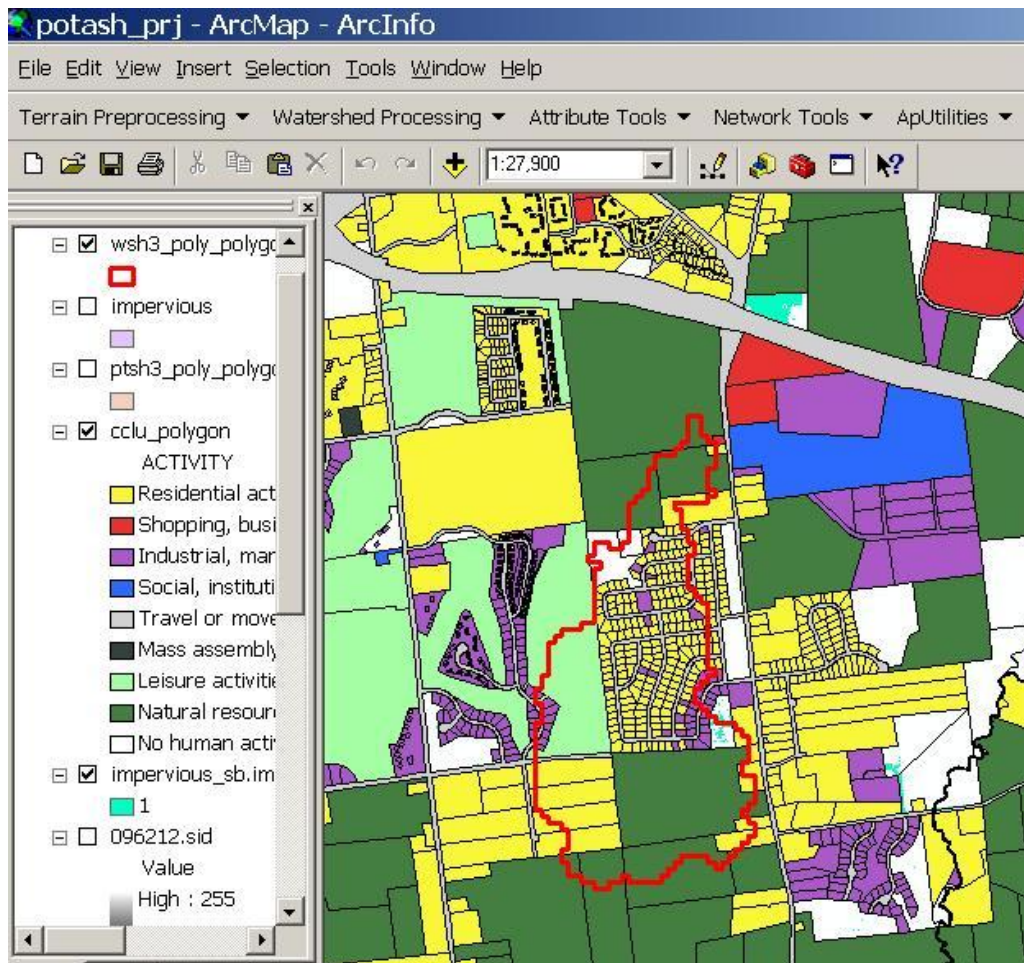 potash_prj - ArcMap - ArcInfo
File Edit View Insert Selection Tools Window Help
Terrain Preprocessing Watershed Processing Attribute Tools Network Tools ApUtilities
1:27,900
wsh3_poly_polygo
impervious
ptsh3_poly_polygo
cclu_polygon
ACTIVITY
Residential act
Shopping, busi
Industrial, mar
Social, instituti
Travel or move
Mass assembly
Leisure activitie
Natural resour
No human acti
impervious_sb.im
1
096212.sid
Value
High : 255